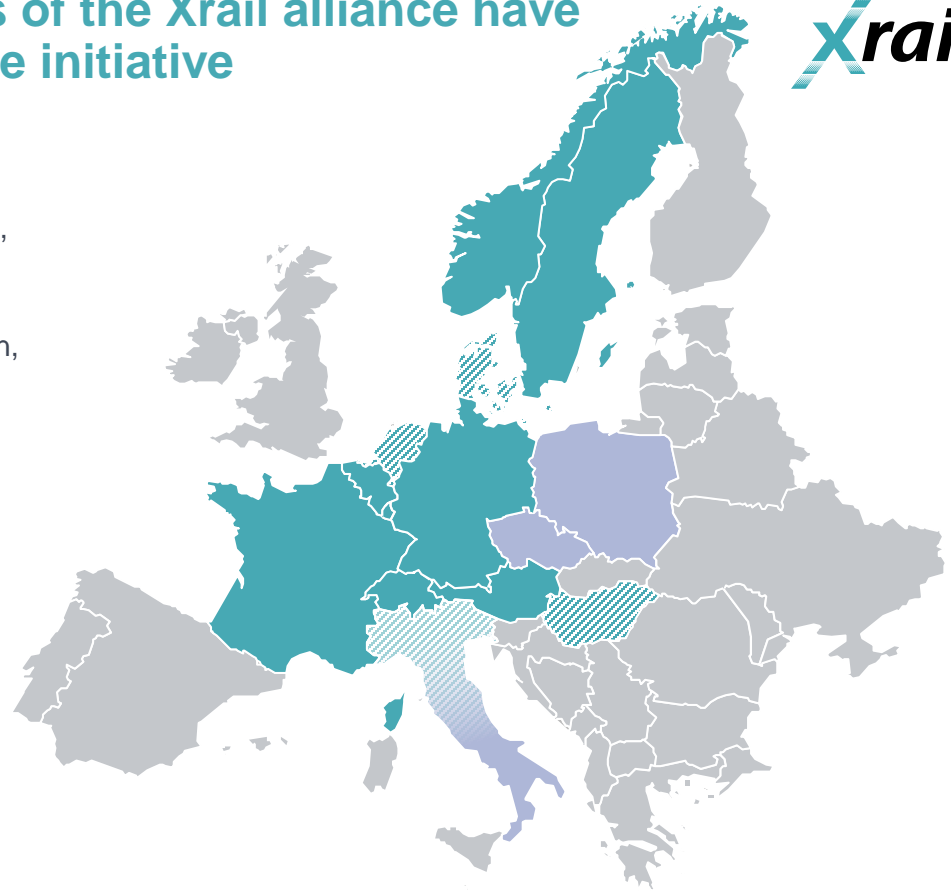 s of the Xrail alliance have
e initiative
xrai
,
n,